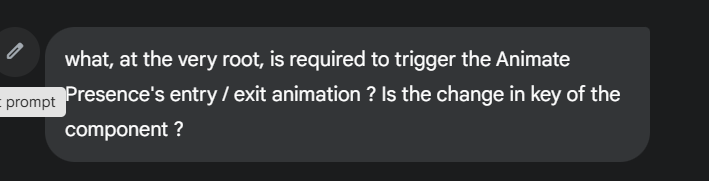 what, at the very root, is required to trigger the Animate
Presence's entry / exit animation ? Is the change in key of the
component ?
prompt